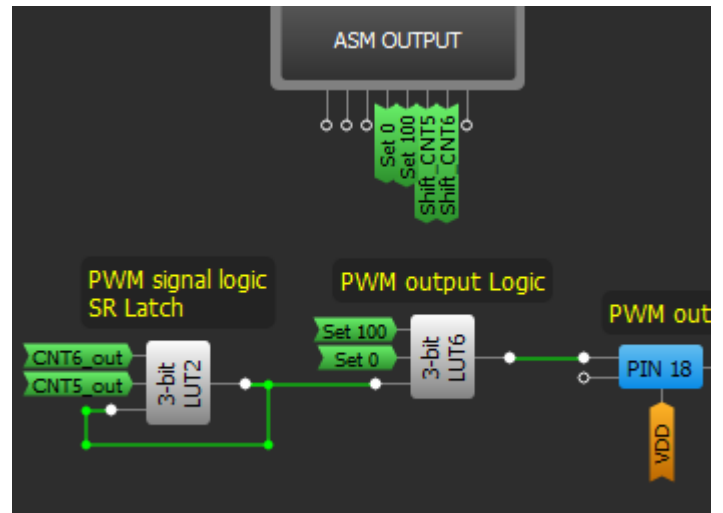 ASM OUTPUT
Set 0
Set 100
Shift_CNT5
Shift_CNT6
PWM signal logic
SR Latch
PWM output Logic
PWM out
CNT6_out
CNT5_out
3-bit
LUT2
Set 100
Set 0
3-bit
LUT6
PIN 18
VDD